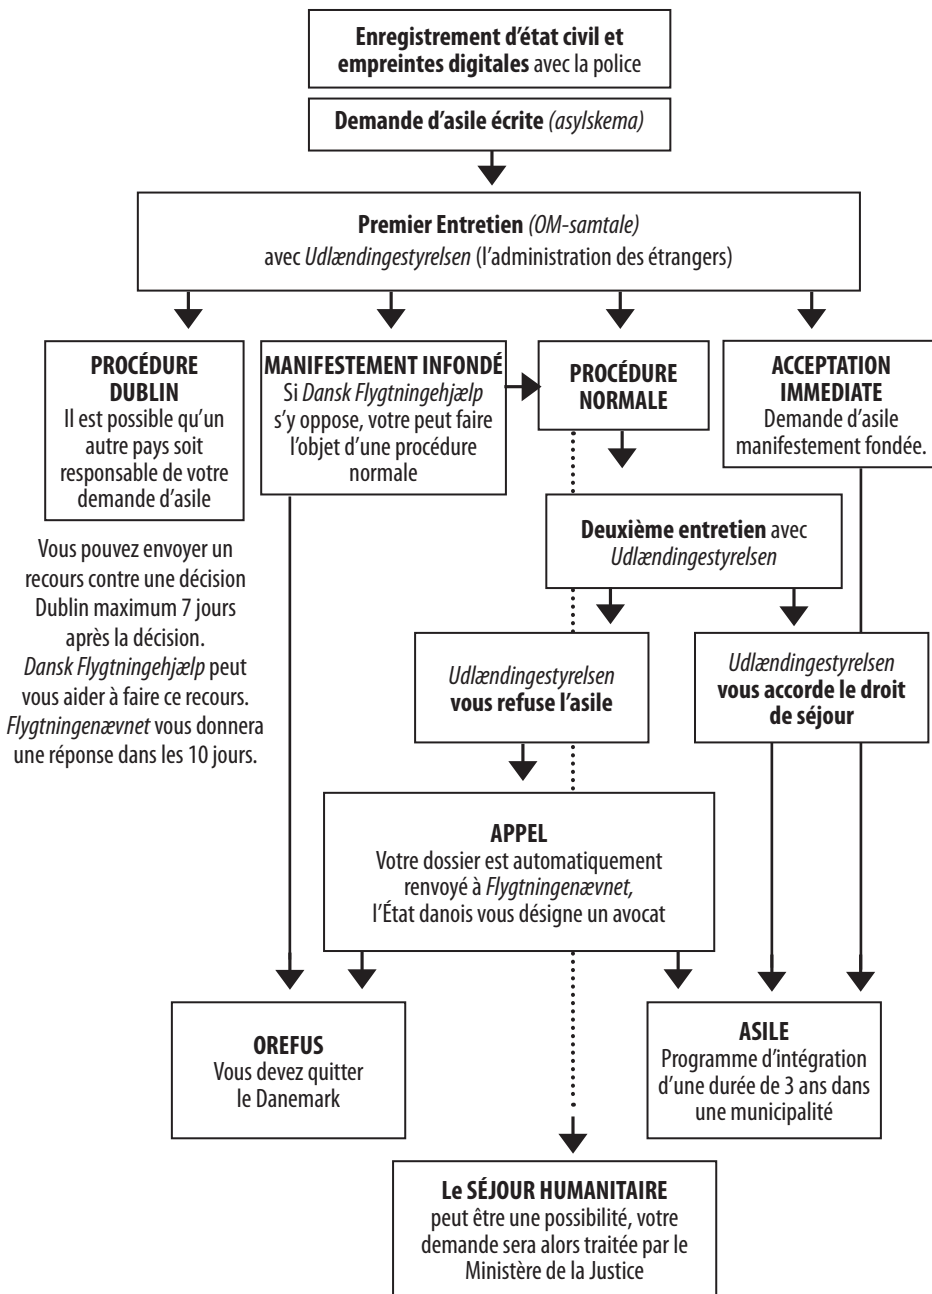 Enregistrement d'état civil et
empreintes digitales avec la police
Demande d'asile écrite (asylskema)
Premier Entretien (OM-samtale)
avec Udlændingestyrelsen (l'administration des étrangers)
PROCÉDURE
DUBLIN
Il est possible qu'un
autre pays soit
responsable de votre
demande d'asile
MANIFESTEMENT INFONDÉ
Si Dansk Flygtningehjælp
s'y oppose, votre peut faire
l'objet d'une procédure
normale
PROCÉDURE
NORMALE
ACCEPTATION
IMMEDIATE
Demande d'asile
manifestement fondée.
Vous pouvez envoyer un
recours contre une décision
Dublin maximum 7 jours
après la décision.
Dansk Flygtningehjælp peut
vous aider à faire ce recours.
Flygtningenævnet vous donnera
une réponse dans les 10 jours.
Deuxième entretien avec
Udlændingestyrelsen
Udlændingestyrelsen
vous refuse l'asile
Udlændingestyrelsen
vous accorde le droit
de séjour
APPEL
Votre dossier est automatiquement
renvoyé à Flygtningenævnet,
l'État danois vous désigne un avocat
OREFUS
Vous devez quitter
le Danemark
ASILE
Programme d'intégration
d'une durée de 3 ans dans
une municipalité
Le SÉJOUR HUMANITAIRE
peut être une possibilité, votre
demande sera alors traitée par le
Ministère de la Justice